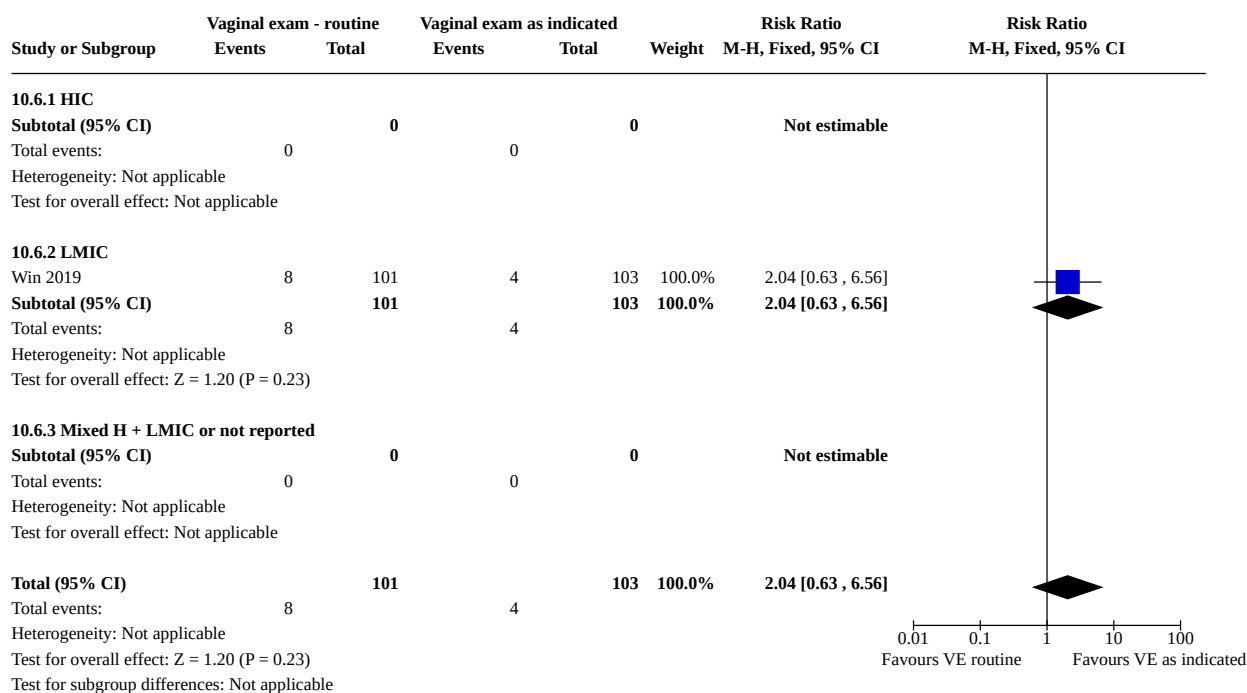 Vaginal exam - routine Vaginal exam as indicated Risk Ratio Risk Ratio
Study or Subgroup Events Total Events Total Weight M-H, Fixed, 95% CI M-H, Fixed, 95% CI
10.6.1 HIC
Subtotal (95% CI) 0 0 Not estimable
Total events: 0 0
Heterogeneity: Not applicable
Test for overall effect: Not applicable
10.6.2 LMIC
Win 2019 8 101 4 103 100.0% 2.04 [0.63 , 6.56]
Subtotal (95% CI) 101 103 100.0% 2.04 [0.63 , 6.56]
Total events: 8 4
Heterogeneity: Not applicable
Test for overall effect: Z = 1.20 (P = 0.23)
10.6.3 Mixed H + LMIC or not reported
Subtotal (95% CI) 0 0 Not estimable
Total events: 0 0
Heterogeneity: Not applicable
Test for overall effect: Not applicable
Total (95% CI) 101 103 100.0% 2.04 [0.63 , 6.56]
Total events: 8 4
Heterogeneity: Not applicable 0.01 0.1 1 10 100
Test for overall effect: Z = 1.20 (P = 0.23) Favours VE routine Favours VE as indicated
Test for subgroup differences: Not applicable